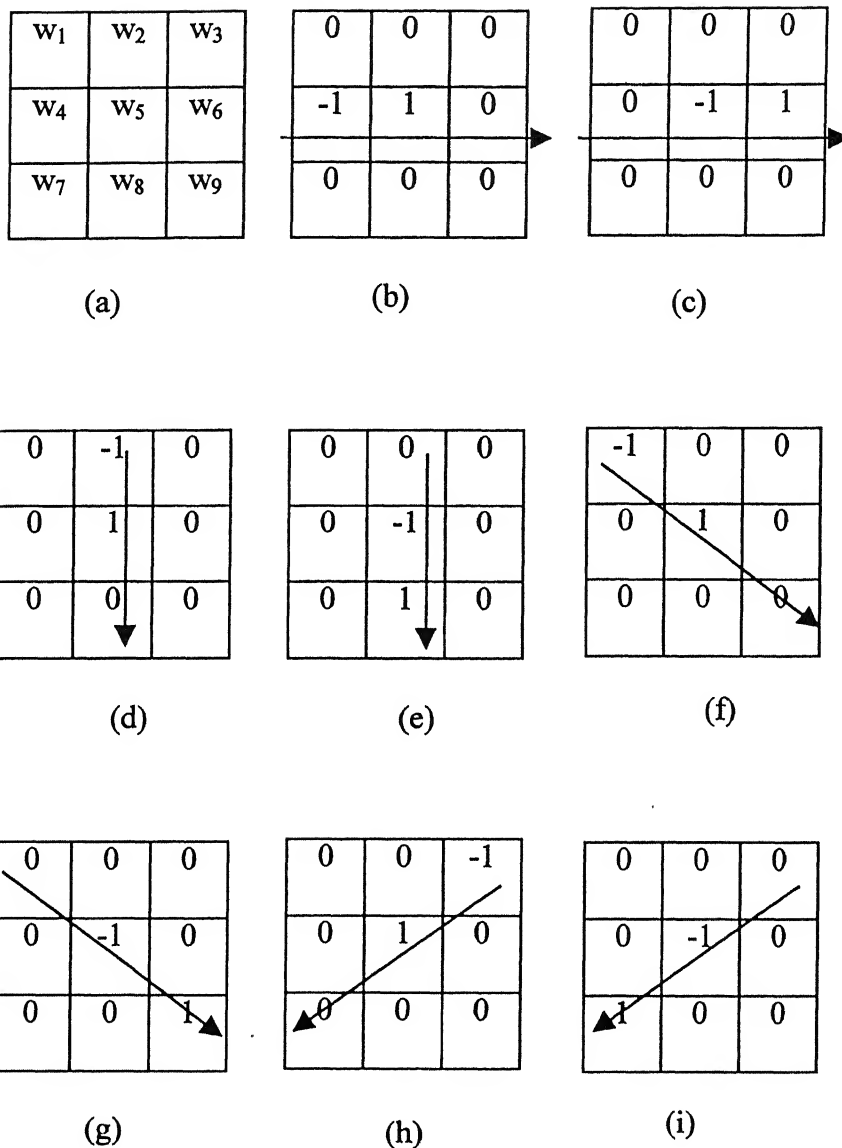 w1 w2 w3 0 0 0 0 0 0
w4 w5 w6 -1 1 0 0 -1 1
w7 w8 w9 0 0 0 0 0 0
(a) (b) (c)
0 -1 0 0 0 0 -1 0 0
0 1 0 0 -1 0 0 1 0
0 0 0 0 1 0 0 0 0
(d) (e) (f)
0 0 0 0 0 -1 0 0 0
0 -1 0 0 1 0 0 -1 0
0 0 1 0 0 0 1 0 0
(g) (h) (i)